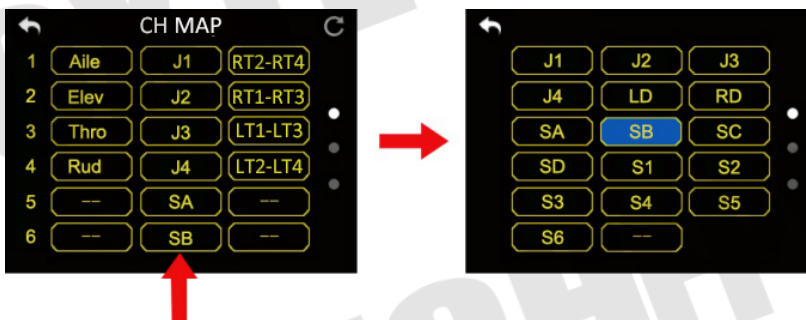 CH MAP
1 Aile J1 RT2-RT4
2 Elev J2 RT1-RT3
3 Thro J3 LT1-LT3
4 Rud J4 LT2-LT4
5 -- SA --
6 -- SB --
J1 J2 J3
J4 LD RD
SA SB SC
SD S1 S2
S3 S4 S5
S6 --